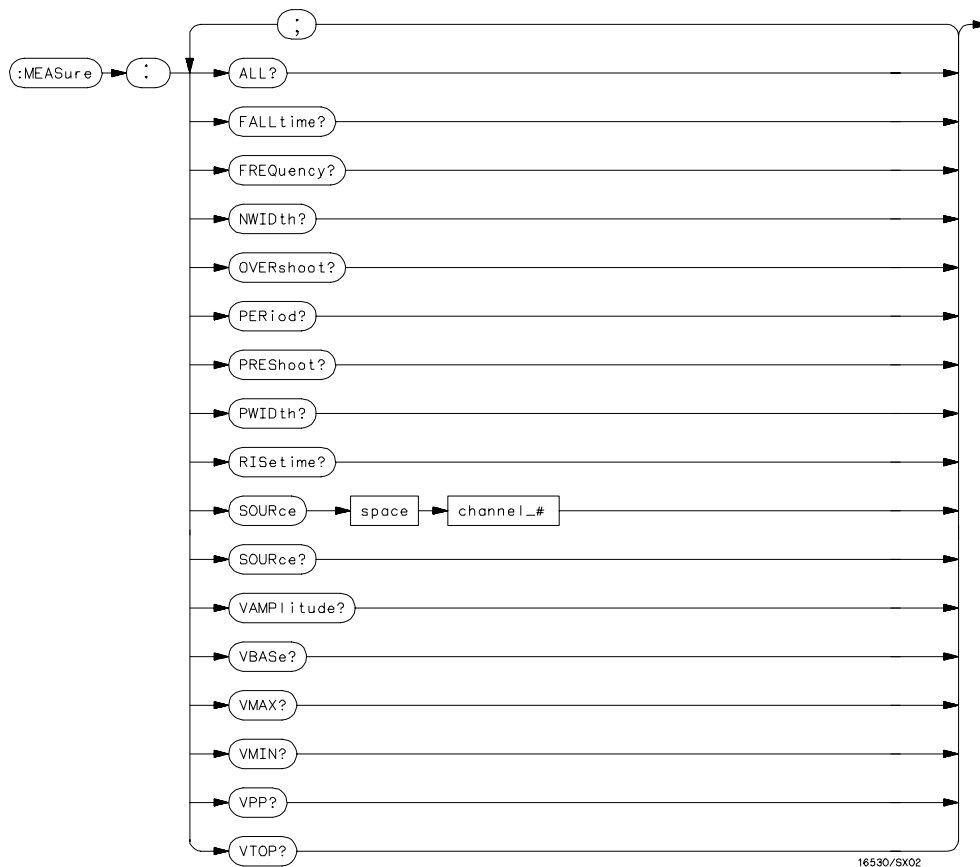 ;
:MEASure :
ALL?
FALLtime?
FREQuency?
NWIDth?
OVERshoot?
PERiod?
PREShoot?
PWIDth?
RISetime?
SOURce space channel_#
SOURce?
VAMPlitude?
VBASe?
VMAX?
VMIN?
VPP?
VTOP?
16530/SX02